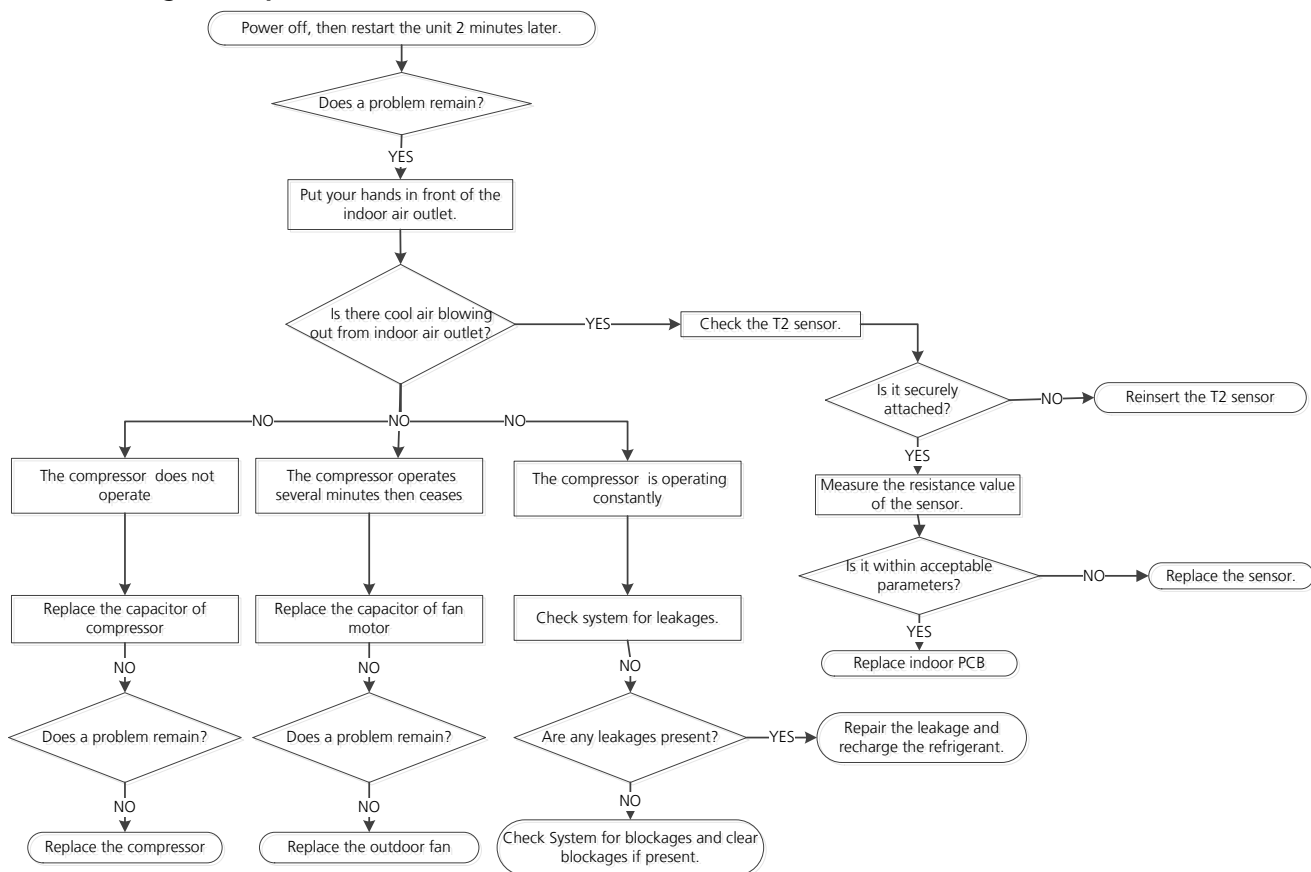 Power off, then restart the unit 2 minutes later.
Does a problem remain?
YES
Put your hands in front of the
indoor air outlet.
Is there cool air blowing
out from indoor air outlet?
YES
Check the T2 sensor.
Is it securely
attached?
NO
Reinsert the T2 sensor
YES
Measure the resistance value
of the sensor.
Is it within acceptable
parameters?
NO
Replace the sensor.
YES
Replace indoor PCB
NO
NO
NO
The compressor does not
operate
Replace the capacitor of
compressor
NO
Does a problem remain?
NO
Replace the compressor
The compressor operates
several minutes then ceases
Replace the capacitor of fan
motor
NO
Does a problem remain?
NO
Replace the outdoor fan
The compressor is operating
constantly
Check system for leakages.
NO
Are any leakages present?
YES
Repair the leakage and
recharge the refrigerant.
NO
Check System for blockages and clear
blockages if present.